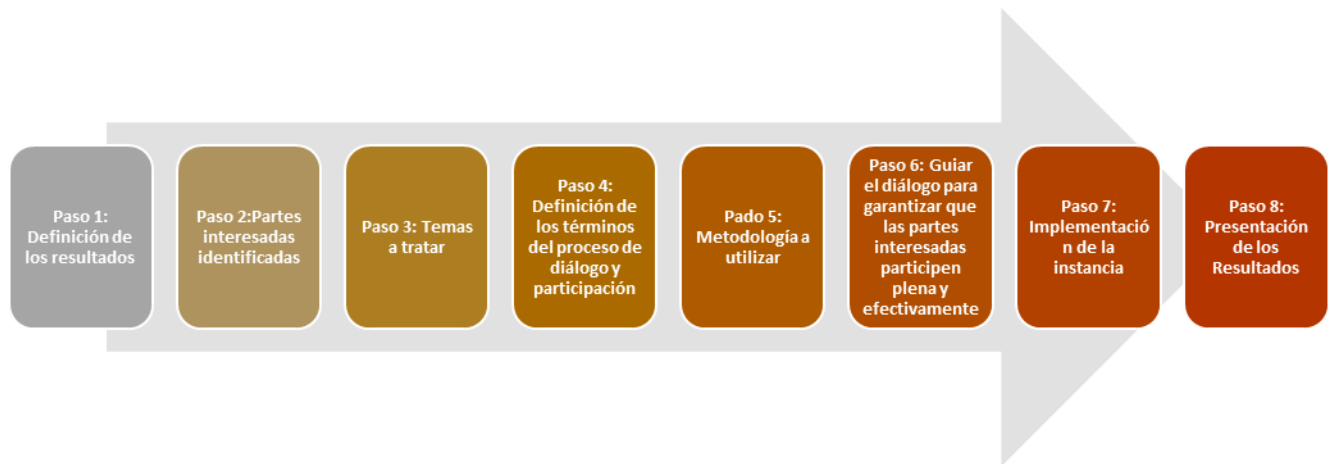 Paso 1:
Definición de
los resultados
Paso 2:Partes
interesadas
identificadas
Paso 3: Temas
a tratar
Paso 4:
Definición de
los términos
del proceso de
diálogo y
participación
Pado 5:
Metodología a
utilizar
Paso 6: Guiar
el diálogo para
garantizar que
las partes
interesadas
participen
plena y
efectivamente
Paso 7:
Implementació
n de la
instancia
Paso 8:
Presentación
de los
Resultados